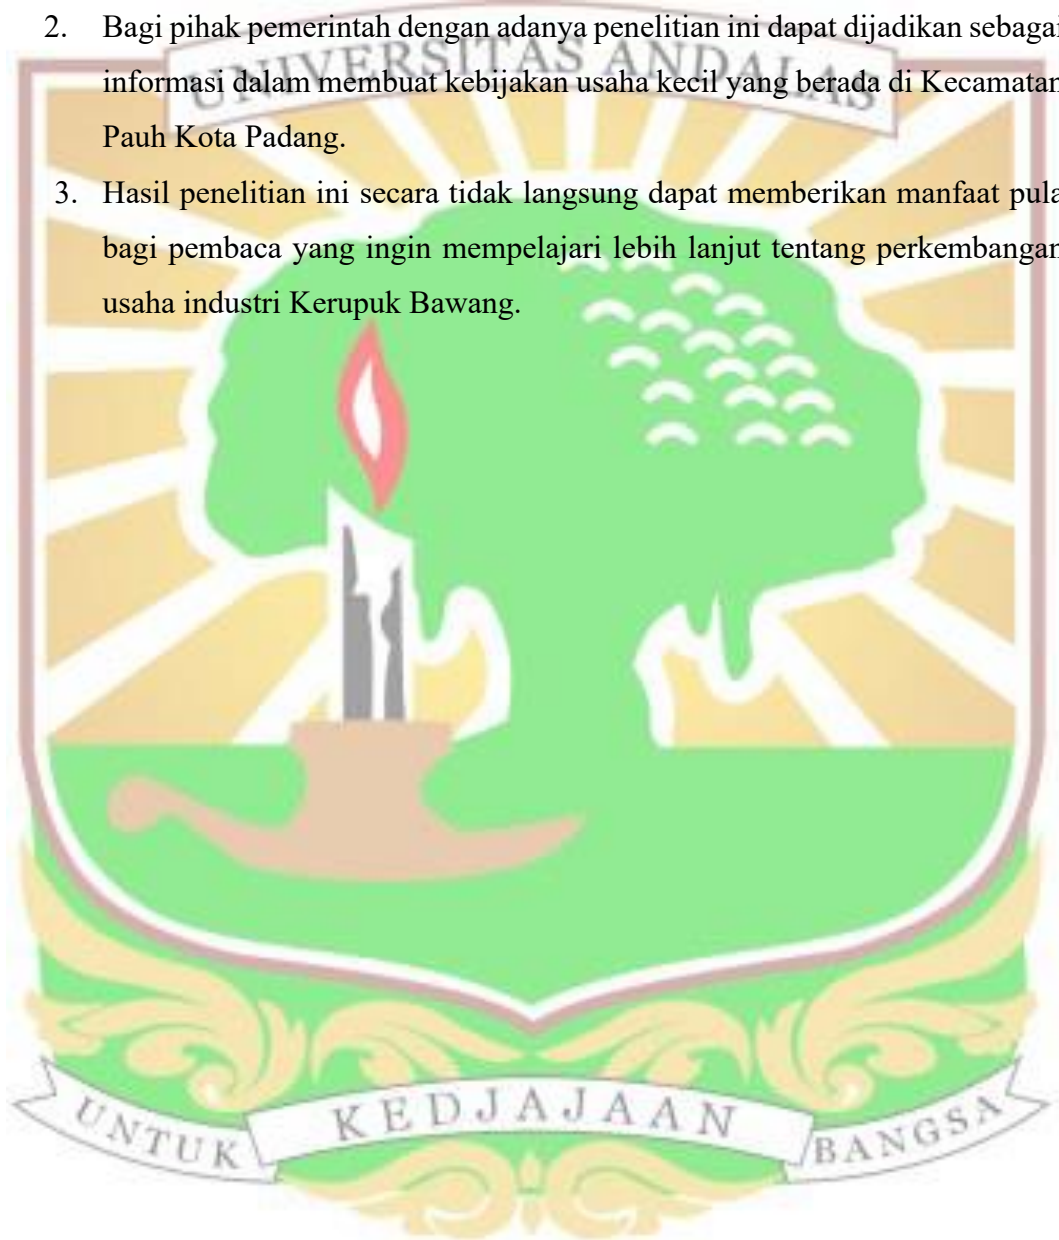 2. Bagi pihak pemerintah dengan adanya penelitian ini dapat dijadikan sebagai
informasi dalam membuat kebijakan usaha kecil yang berada di Kecamatan
Pauh Kota Padang.
3. Hasil penelitian ini secara tidak langsung dapat memberikan manfaat pula
bagi pembaca yang ingin mempelajari lebih lanjut tentang perkembangan
usaha industri Kerupuk Bawang.
UNIVERSITAS ANDALAS
UNTUK KEDJAJAAN BANGSA